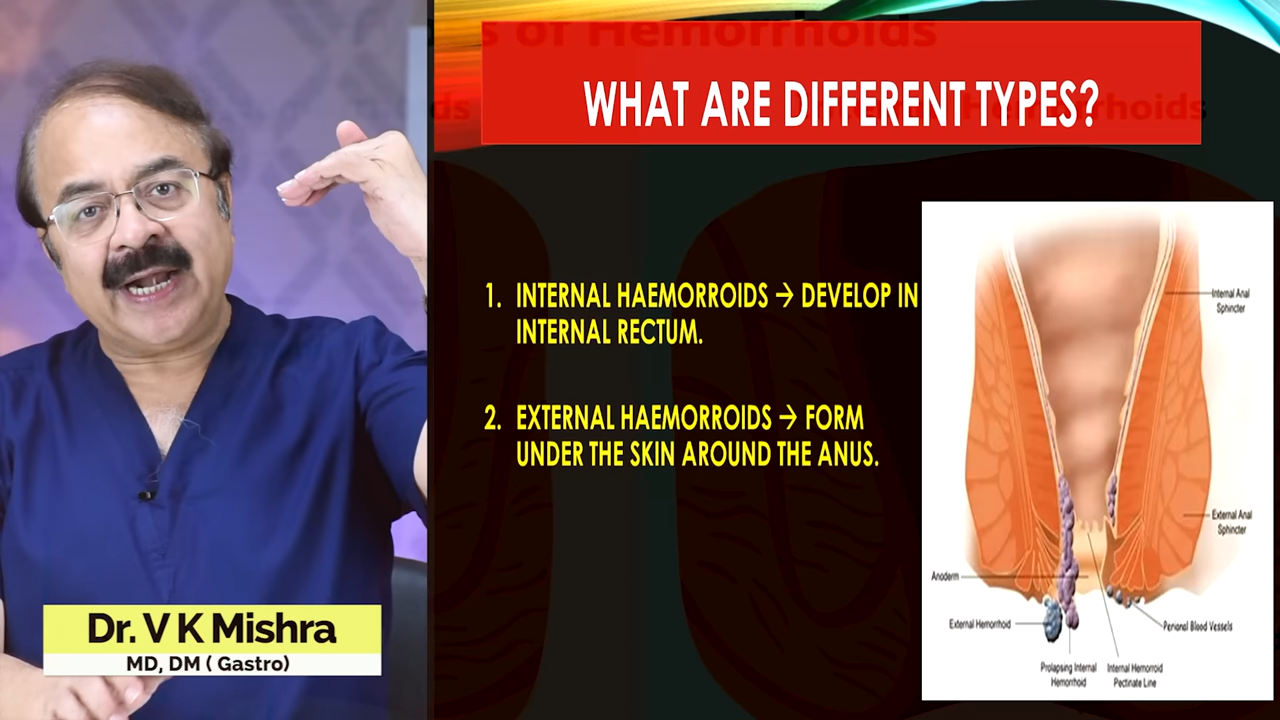 s of Hemorrhoids
WHAT ARE DIFFERENT TYPES?
1. INTERNAL HAEMORROIDS → DEVELOP IN
INTERNAL RECTUM.
2. EXTERNAL HAEMORROIDS → FORM
UNDER THE SKIN AROUND THE ANUS.
Internal Anal
Sphincter
External Anal
Sphincter
Anoderm
External Hemorrhoid
Perianal Blood Vessels
Prolapsing Internal
Hemorrhoid
Internal Hemorroid
Pectinate Line
Dr. V K Mishra
MD, DM ( Gastro)